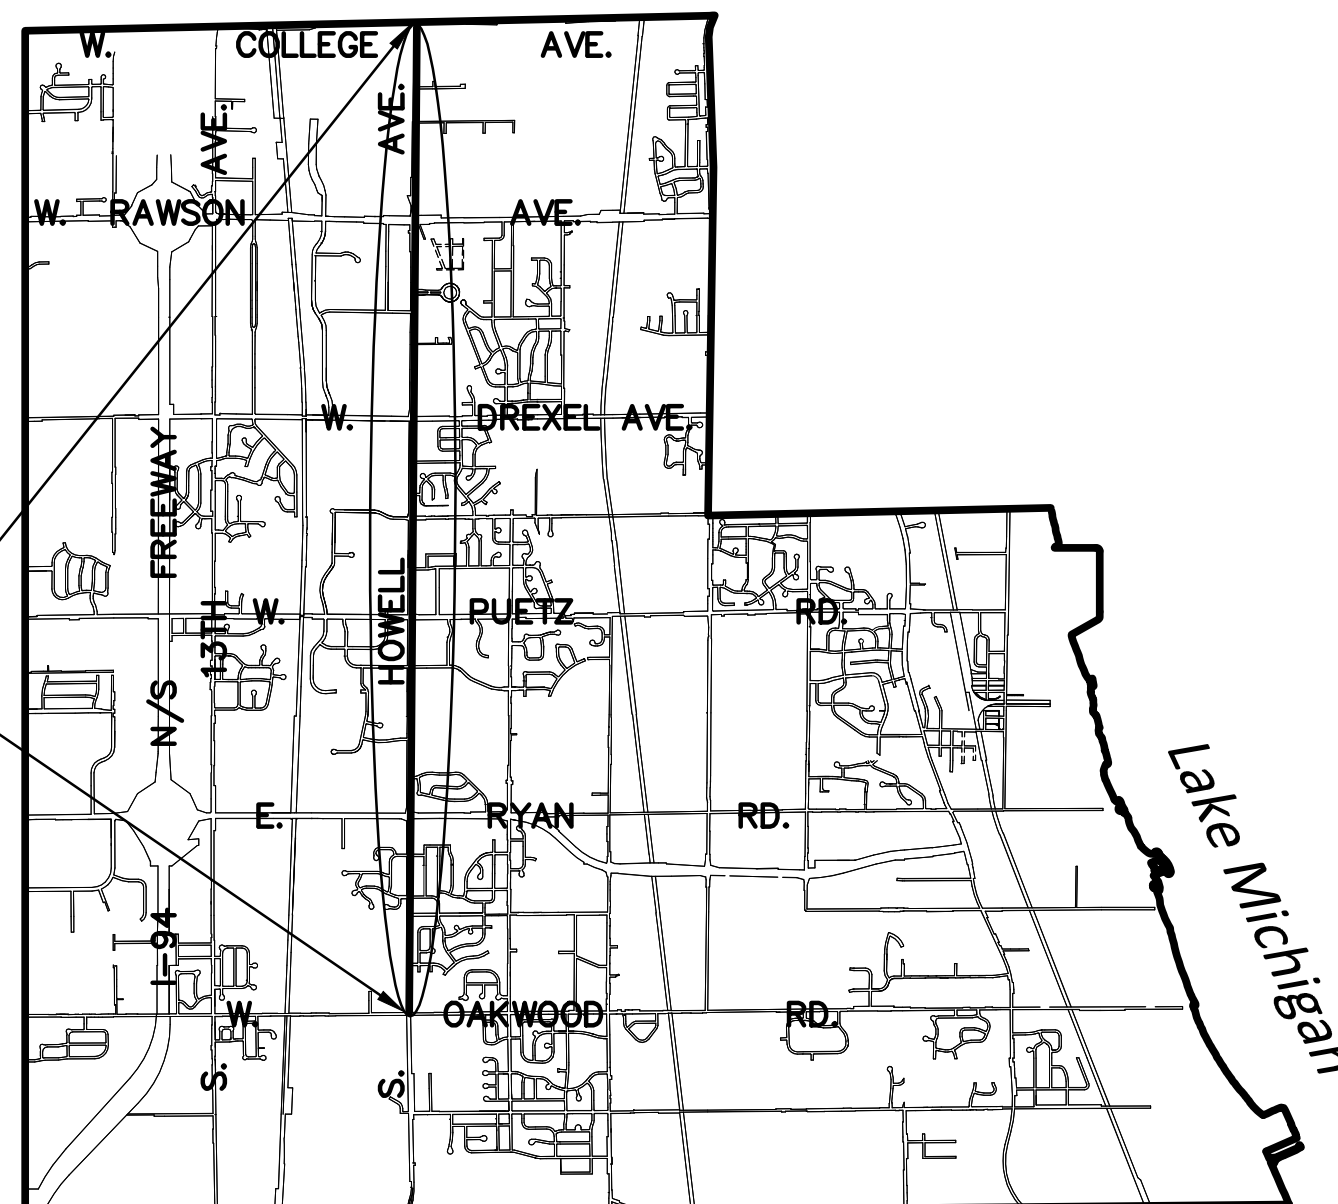 W. COLLEGE AVE.
AVE.
AVE.
W. RAWSON AVE.
W. DREXEL AVE.
N/S FREEWAY
I-94
S. 13TH
S. HOWELL
W. PUETZ RD.
E. RYAN RD.
W. OAKWOOD RD.
Lake Michigan